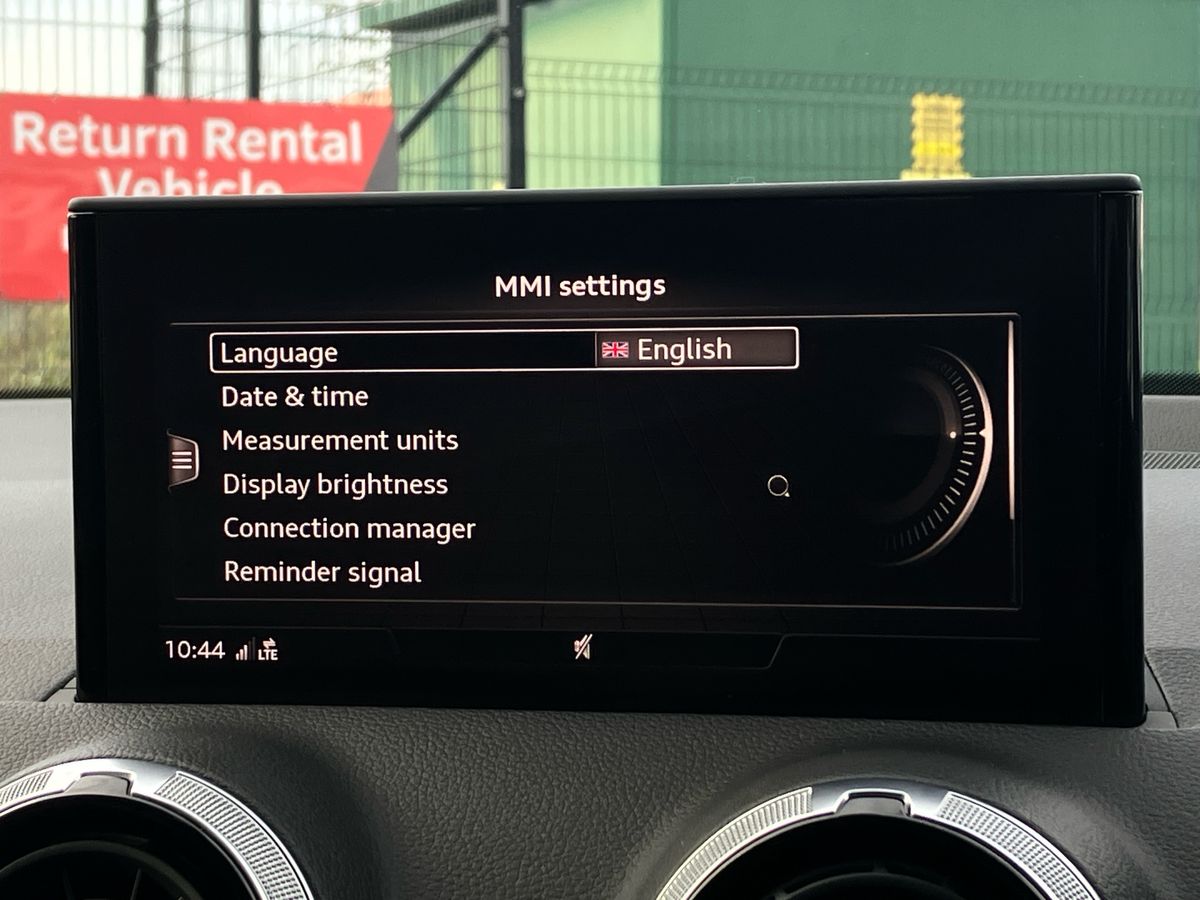 Return Rental
Vehicle
MMI settings
Language English
Date & time
Measurement units
Display brightness
Connection manager
Reminder signal
10:44 LTE